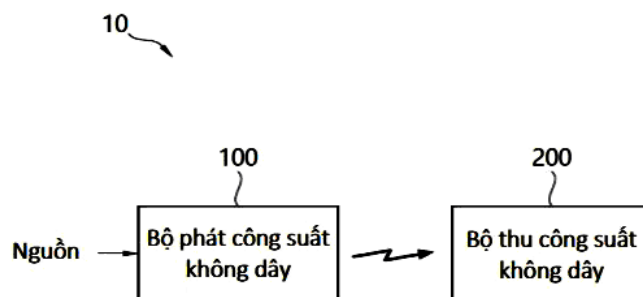 10
100
200
Nguồn
Bộ phát công suất
không dây
Bộ thu công suất
không dây